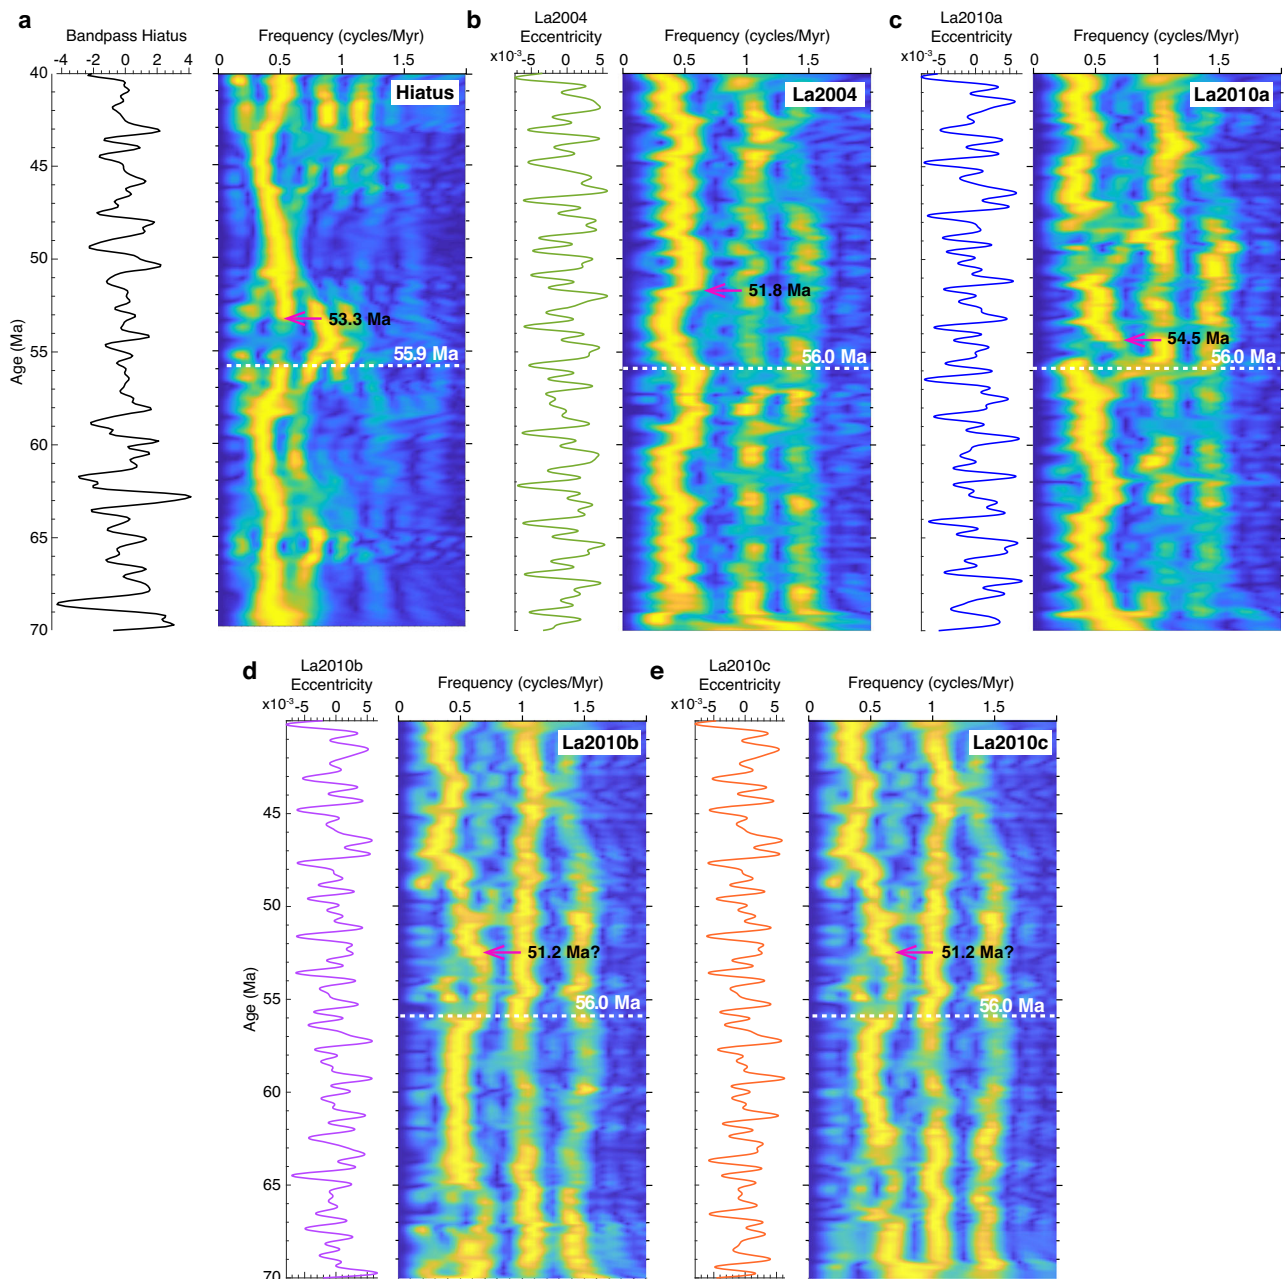 a
Bandpass Hiatus
Frequency (cycles/Myr)
-4 -2 0 2 4
0 0.5 1 1.5
Hiatus
40
45
50
55
60
65
70
Age (Ma)
53.3 Ma
55.9 Ma
b
La2004
Eccentricity
Frequency (cycles/Myr)
x10-3 -5 0 5
0 0.5 1 1.5
La2004
51.8 Ma
56.0 Ma
c
La2010a
Eccentricity
Frequency (cycles/Myr)
x10-3 -5 0 5
0 0.5 1 1.5
La2010a
54.5 Ma
56.0 Ma
d
La2010b
Eccentricity
Frequency (cycles/Myr)
x10-3 -5 0 5
0 0.5 1 1.5
La2010b
45
50
55
60
65
70
Age (Ma)
51.2 Ma?
56.0 Ma
e
La2010c
Eccentricity
Frequency (cycles/Myr)
x10-3 -5 0 5
0 0.5 1 1.5
La2010c
51.2 Ma?
56.0 Ma